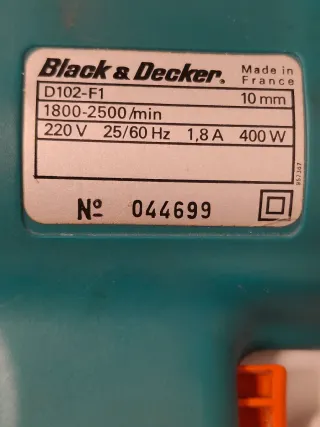 Black & Decker. Made in France
D102-F1 10 mm
1800-2500/min
220 V 25/60 Hz 1,8 A 400 W
Nº 044699
957367